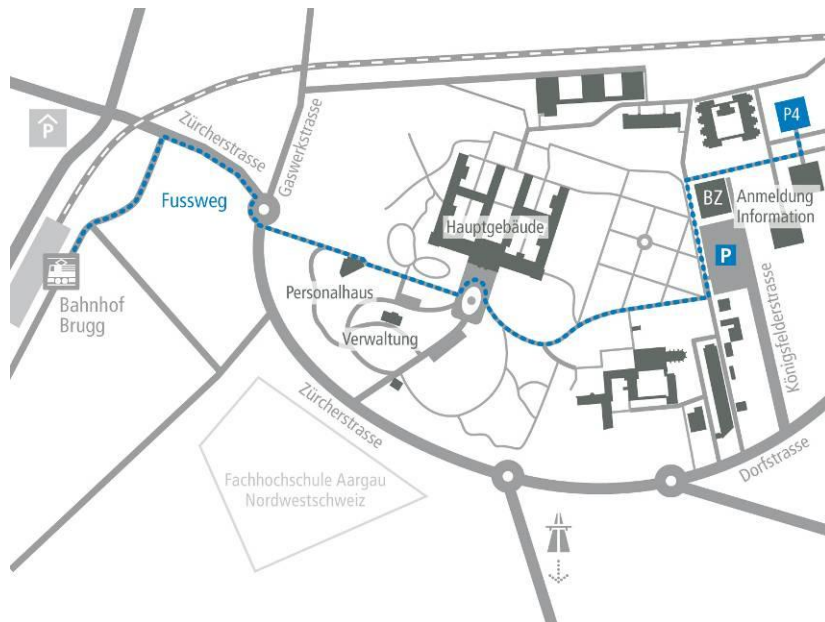 P
Zürcherstrasse
Gaswerkstrasse
Fussweg
P4
BZ
Anmeldung
Information
Hauptgebäude
P
Bahnhof
Brugg
Personalhaus
Verwaltung
Königsfelderstrasse
Zürcherstrasse
Dorfstrasse
Fachhochschule Aargau
Nordwestschweiz